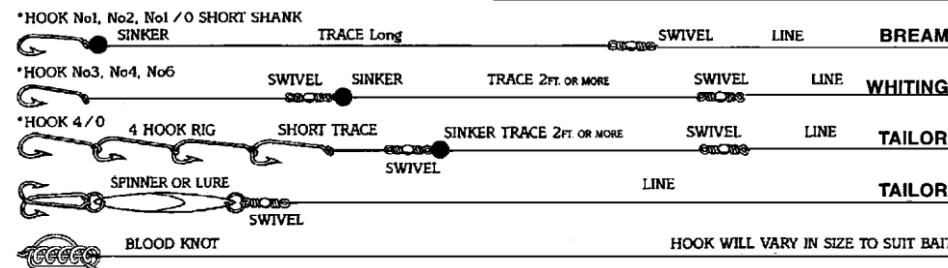 *HOOK No1, No2, No1/0 SHORT SHANK
SINKER TRACE Long SWIVEL LINE BREAM
*HOOK No3, No4, No6
SWIVEL SINKER TRACE 2FT. OR MORE SWIVEL LINE WHITING
*HOOK 4/0
4 HOOK RIG SHORT TRACE SINKER TRACE 2FT OR MORE SWIVEL LINE TAILOR
SWIVEL
SPINNER OR LURE LINE TAILOR
SWIVEL
BLOOD KNOT HOOK WILL VARY IN SIZE TO SUIT BAIT